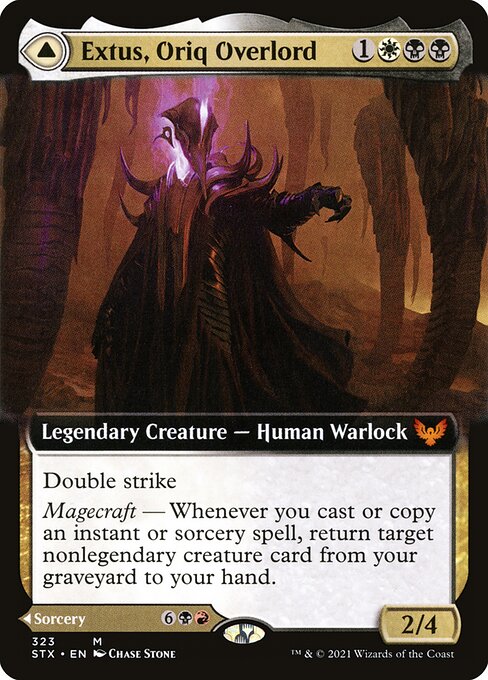 Extus, Oriq Overlord 1
Legendary Creature — Human Warlock
Double strike
Magecraft — Whenever you cast or copy
an instant or sorcery spell, return target
nonlegendary creature card from your
graveyard to your hand.
Sorcery 6
2/4
323 M
STX • EN Chase Stone
™ & © 2021 Wizards of the Coast